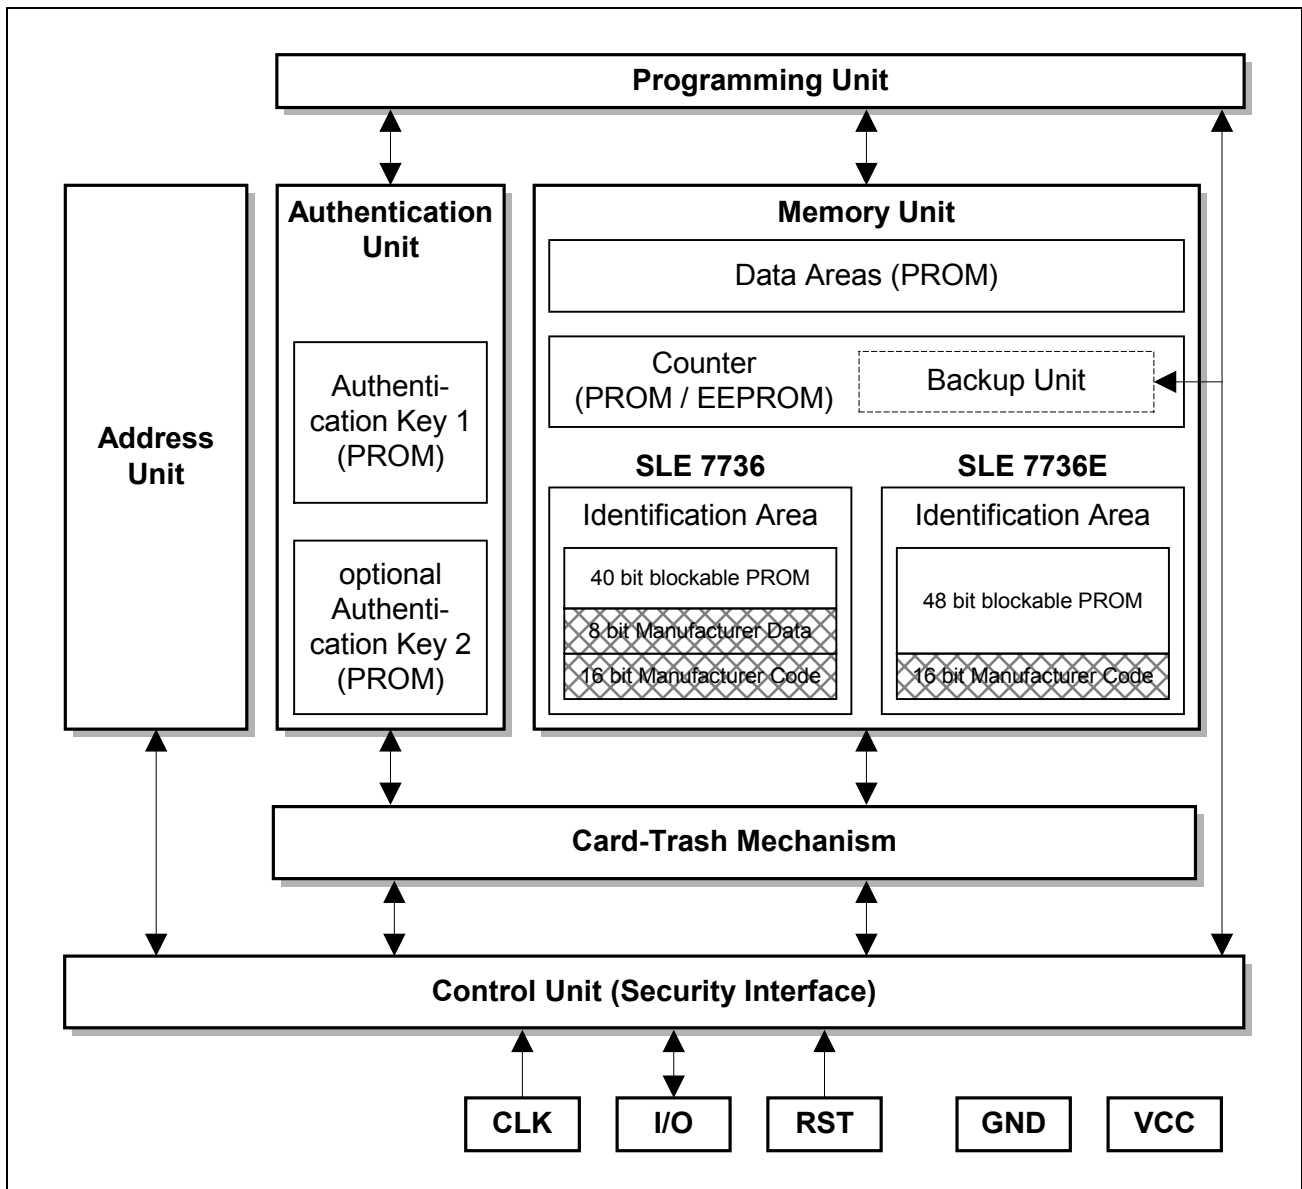 Programming Unit
Address
Unit
Authentication
Unit
Authenti-
cation Key 1
(PROM)
optional
Authenti-
cation Key 2
(PROM)
Memory Unit
Data Areas (PROM)
Counter
(PROM / EEPROM)
Backup Unit
SLE 7736
Identification Area
40 bit blockable PROM
8 bit Manufacturer Data
16 bit Manufacturer Code
SLE 7736E
Identification Area
48 bit blockable PROM
16 bit Manufacturer Code
Card-Trash Mechanism
Control Unit (Security Interface)
CLK
I/O
RST
GND
VCC